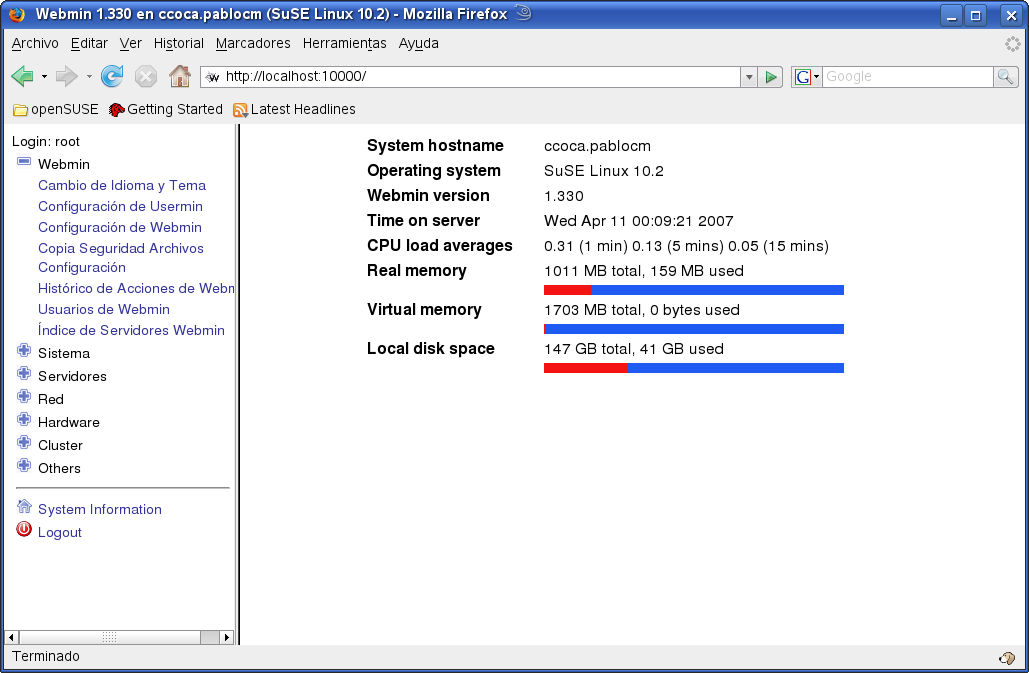 Webmin 1.330 en ccoca.pablocm (SuSE Linux 10.2) - Mozilla Firefox
Archivo Editar Ver Historial Marcadores Herramientas Ayuda
http://localhost:10000/
G Google
openSUSE Getting Started Latest Headlines
Login: root
Webmin
Cambio de Idioma y Tema
Configuración de Usermin
Configuración de Webmin
Copia Seguridad Archivos
Configuración
Histórico de Acciones de Webm
Usuarios de Webmin
Índice de Servidores Webmin
Sistema
Servidores
Red
Hardware
Cluster
Others
System Information
Logout
System hostname ccoca.pablocm
Operating system SuSE Linux 10.2
Webmin version 1.330
Time on server Wed Apr 11 00:09:21 2007
CPU load averages 0.31 (1 min) 0.13 (5 mins) 0.05 (15 mins)
Real memory 1011 MB total, 159 MB used
Virtual memory 1703 MB total, 0 bytes used
Local disk space 147 GB total, 41 GB used
Terminado